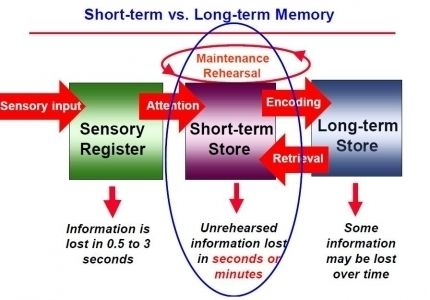 Short-term vs. Long-term Memory
Maintenance
Rehearsal
Sensory input
Attention
Encoding
Sensory
Register
Short-term
Store
Long-term
Store
Retrieval
Information is
lost in 0.5 to 3
seconds
Unrehearsed
information lost
in seconds or
minutes
Some
information
may be lost
over time